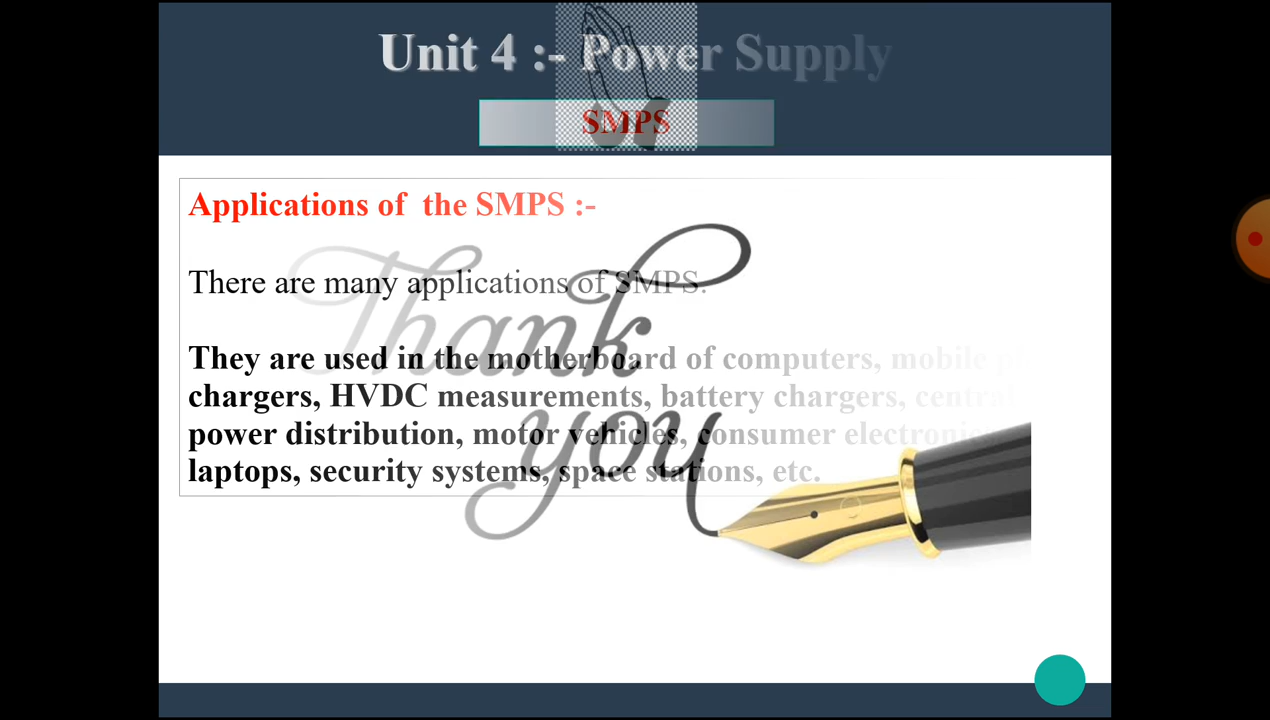 Unit 4 :- Power Supply
SMPS
Applications of the SMPS :-
There are many applications of SMPS.
They are used in the motherboard of computers, mobile
chargers, HVDC measurements, battery chargers, central
power distribution, motor vehicles, consumer electronics,
laptops, security systems, space stations, etc.
Thank
you